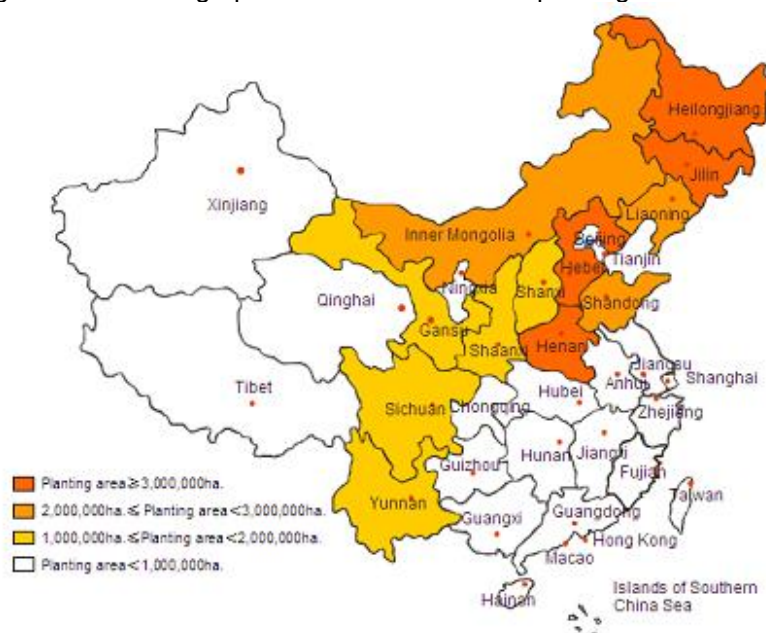 Heilongjiang
Jilin
Xinjiang
Liaoning
Inner Mongolia
Beijing
Tianjin
Hebei
Ningxia
Shanxi
Qinghai
Shandong
Gansu
Shaanxi
Henan
Jiangsu
Shanghai
Anhui
Tibet
Hubei
Sichuan
Chongqing
Zhejiang
Hunan
Jiangxi
Guizhou
Fujian
Planting area≥3,000,000ha.
Taiwan
Yunnan
2,000,000ha.≤ Planting area<3,000,000ha.
Guangxi
Guangdong
1,000,000ha.≤Planting area<2,000,000ha.
Hong Kong
Macao
Planting area<1,000,000ha.
Hainan
Islands of Southern
China Sea